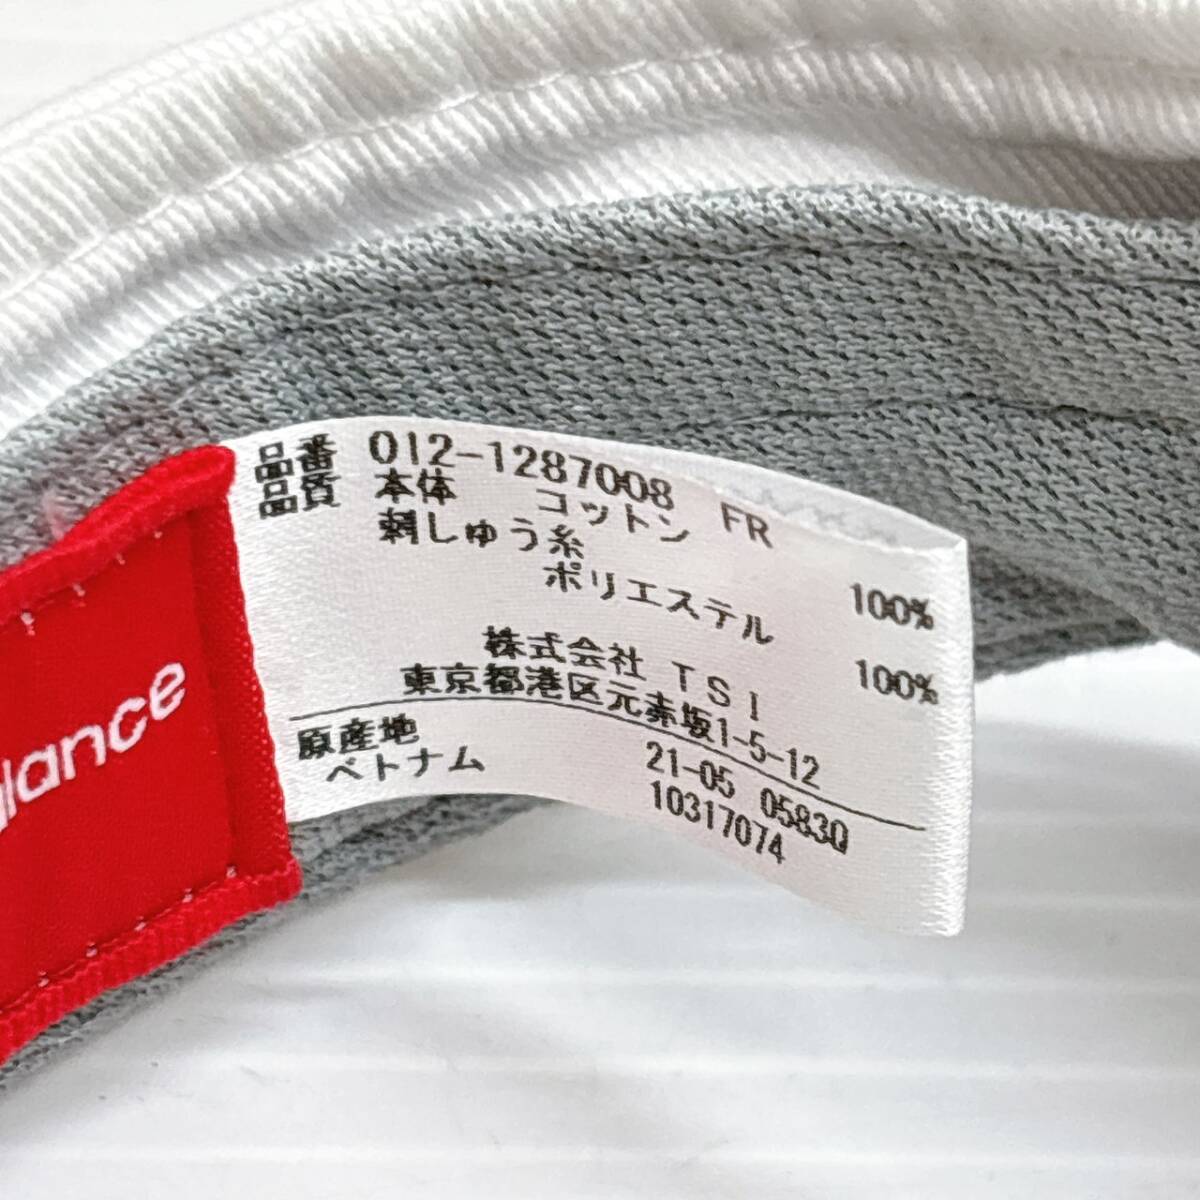 品番 012-1287008 FR
品質 本体 コットン 100%
刺しゅう糸
ポリエステル 100%
株式会社 TSI
東京都港区元赤坂1-5-12
原産地 21-05 0583Q
ベトナム 10317074
alance